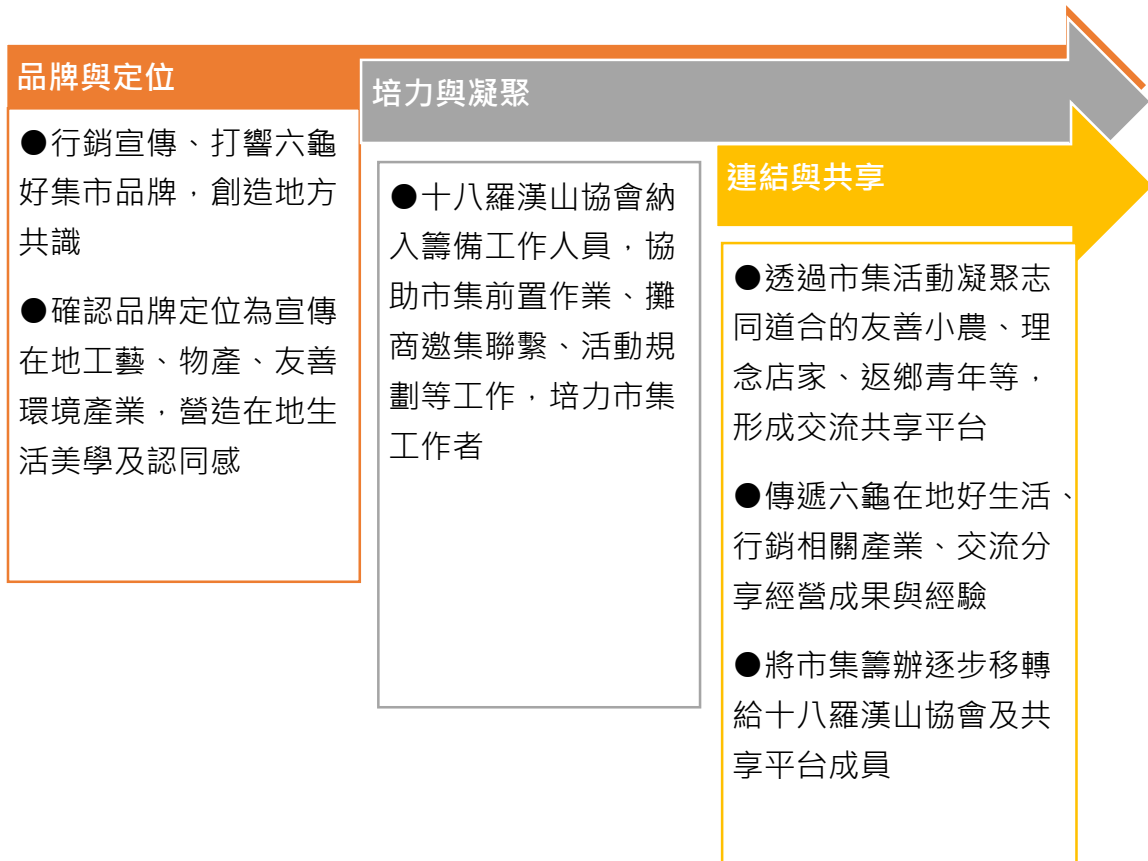 品牌與定位
●行銷宣傳、打響六龜
好集市品牌，創造地方
共識
●確認品牌定位為宣傳
在地工藝、物產、友善
環境產業，營造在地生
活美學及認同感
培力與凝聚
●十八羅漢山協會納
入籌備工作人員，協
助市集前置作業、攤
商邀集聯繫、活動規
劃等工作，培力市集
工作者
連結與共享
●透過市集活動凝聚志
同道合的友善小農、理
念店家、返鄉青年等，
形成交流共享平台
●傳遞六龜在地好生活、
行銷相關產業、交流分
享經營成果與經驗
●將市集籌辦逐步移轉
給十八羅漢山協會及共
享平台成員